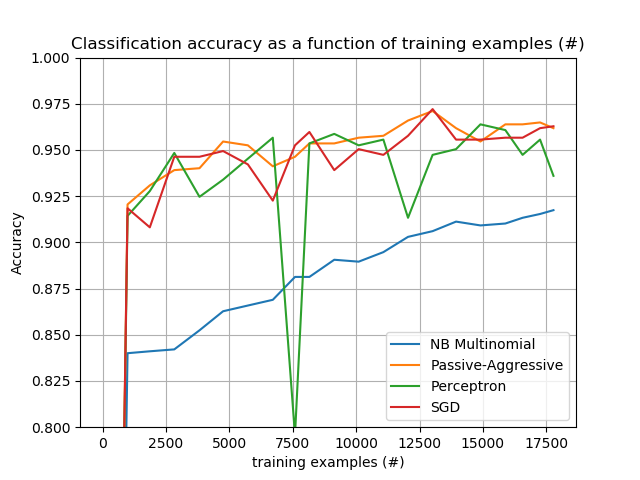 Classification accuracy as a function of training examples (#)
1.000
0.975
0.950
0.925
0.900
0.875
0.850
0.825
0.800
Accuracy
NB Multinomial
Passive-Aggressive
Perceptron
SGD
0 2500 5000 7500 10000 12500 15000 17500
training examples (#)